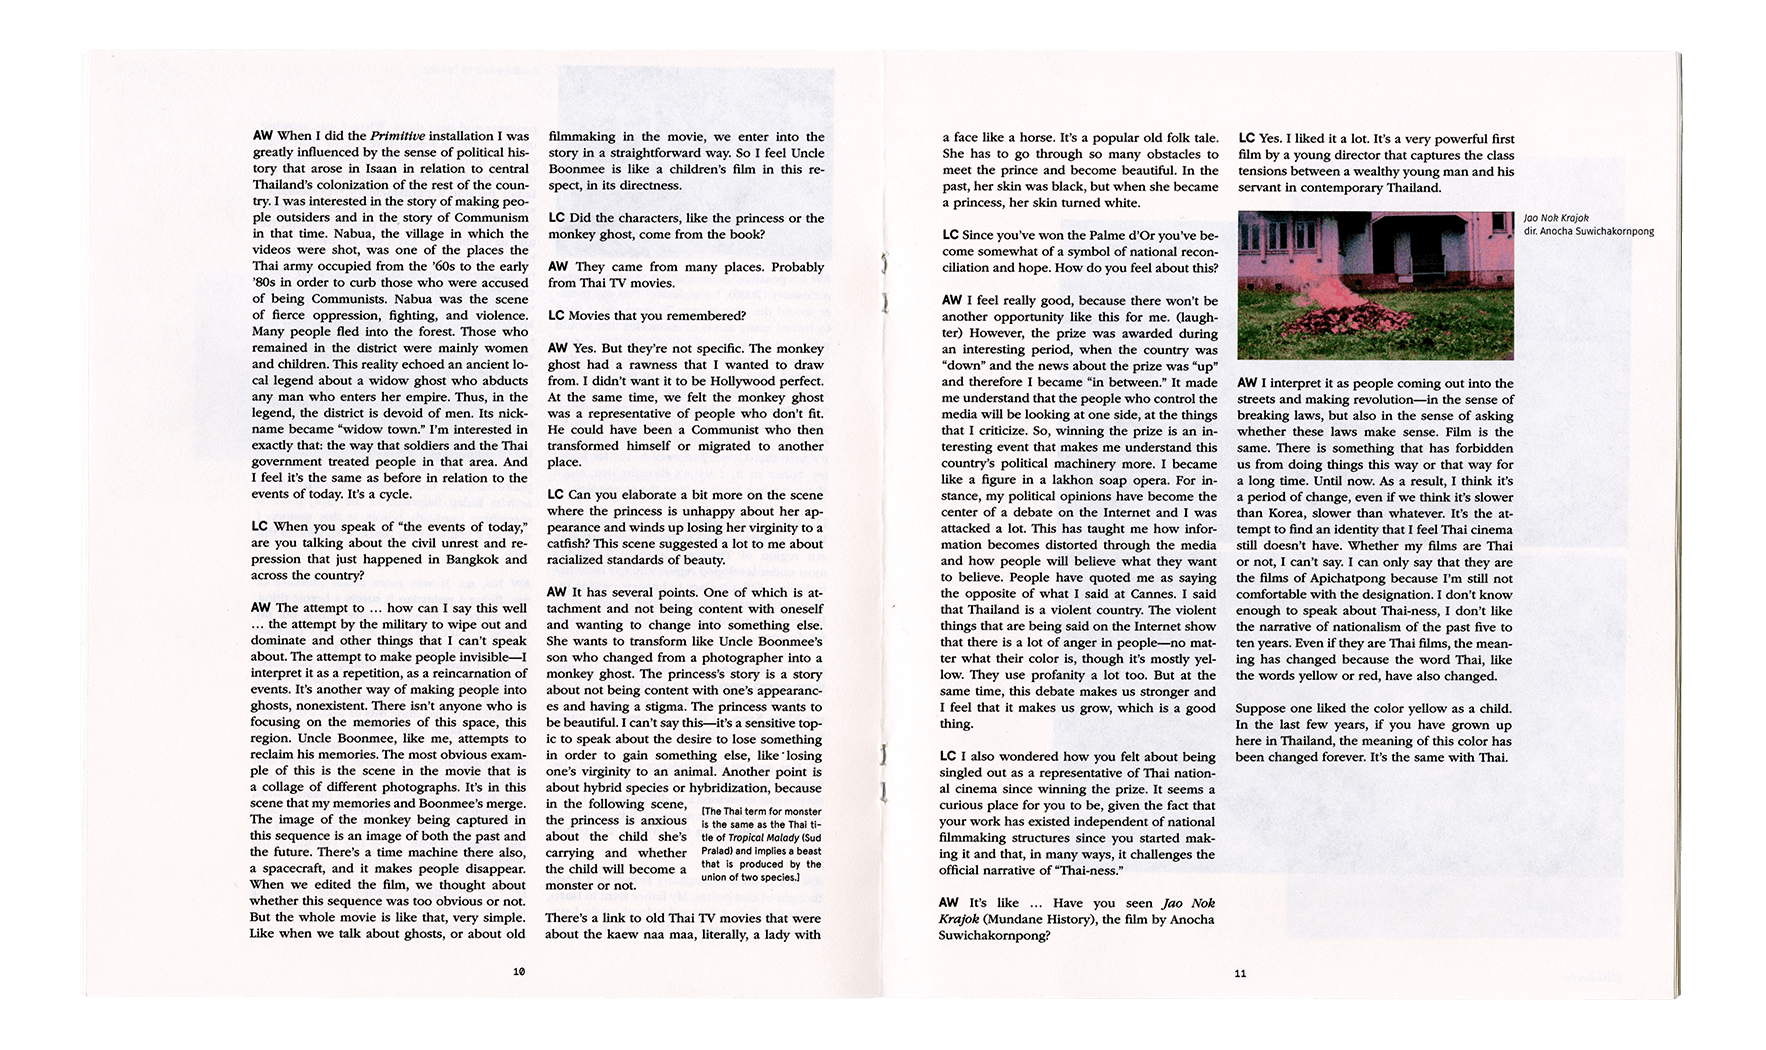 AW When I did the Primitive installation I was
greatly influenced by the sense of political his-
tory that arose in Isaan in relation to central
Thailand's colonization of the rest of the coun-
try. I was interested in the story of making peo-
ple outsiders and in the story of Communism
in that time. Nabua, the village in which the
videos were shot, was one of the places the
Thai army occupied from the ’60s to the early
’80s in order to curb those who were accused
of being Communists. Nabua was the scene
of fierce oppression, fighting, and violence.
Many people fled into the forest. Those who
remained in the district were mainly women
and children. This reality echoed an ancient lo-
cal legend about a widow ghost who abducts
any man who enters her empire. Thus, in the
legend, the district is devoid of men. Its nick-
name became “widow town.” I’m interested in
exactly that: the way that soldiers and the Thai
government treated people in that area. And
I feel it’s the same as before in relation to the
events of today. It’s a cycle.
LC When you speak of “the events of today,”
are you talking about the civil unrest and re-
pression that just happened in Bangkok and
across the country?
AW The attempt to ... how can I say this well
... the attempt by the military to wipe out and
dominate and other things that I can’t speak
about. The attempt to make people invisible—I
interpret it as a repetition, as a reincarnation of
events. It’s another way of making people into
ghosts, nonexistent. There isn’t anyone who is
focusing on the memories of this space, this
region. Uncle Boonmee, like me, attempts to
reclaim his memories. The most obvious exam-
ple of this is the scene in the movie that is
a collage of different photographs. It’s in this
scene that my memories and Boonmee’s merge.
The image of the monkey being captured in
this sequence is an image of both the past and
the future. There’s a time machine there also,
a spacecraft, and it makes people disappear.
When we edited the film, we thought about
whether this sequence was too obvious or not.
But the whole movie is like that, very simple.
Like when we talk about ghosts, or about old
filmmaking in the movie, we enter into the
story in a straightforward way. So I feel Uncle
Boonmee is like a children’s film in this re-
spect, in its directness.
LC Did the characters, like the princess or the
monkey ghost, come from the book?
AW They came from many places. Probably
from Thai TV movies.
LC Movies that you remembered?
AW Yes. But they’re not specific. The monkey
ghost had a rawness that I wanted to draw
from. I didn’t want it to be Hollywood perfect.
At the same time, we felt the monkey ghost
was a representative of people who don’t fit.
He could have been a Communist who then
transformed himself or migrated to another
place.
LC Can you elaborate a bit more on the scene
where the princess is unhappy about her ap-
pearance and winds up losing her virginity to a
catfish? This scene suggested a lot to me about
racialized standards of beauty.
AW It has several points. One of which is at-
tachment and not being content with oneself
and wanting to change into something else.
She wants to transform like Uncle Boonmee’s
son who changed from a photographer into a
monkey ghost. The princess’s story is a story
about not being content with one’s appearanc-
es and having a stigma. The princess wants to
be beautiful. I can’t say this—it’s a sensitive top-
ic to speak about the desire to lose something
in order to gain something else, like losing
one’s virginity to an animal. Another point is
about hybrid species or hybridization, because
in the following scene,
the princess is anxious
about the child she’s
carrying and whether
the child will become a
monster or not.
[The Thai term for monster
is the same as the Thai ti-
tle of Tropical Malady (Sud
Pralad) and implies a beast
that is produced by the
union of two species.]
There’s a link to old Thai TV movies that were
about the kaew naa maa, literally, a lady with
10
a face like a horse. It’s a popular old folk tale.
She has to go through so many obstacles to
meet the prince and become beautiful. In the
past, her skin was black, but when she became
a princess, her skin turned white.
LC Since you’ve won the Palme d’Or you’ve be-
come somewhat of a symbol of national recon-
ciliation and hope. How do you feel about this?
AW I feel really good, because there won’t be
another opportunity like this for me. (laugh-
ter) However, the prize was awarded during
an interesting period, when the country was
“down” and the news about the prize was “up”
and therefore I became “in between.” It made
me understand that the people who control the
media will be looking at one side, at the things
that I criticize. So, winning the prize is an in-
teresting event that makes me understand this
country’s political machinery more. I became
like a figure in a lakhon soap opera. For in-
stance, my political opinions have become the
center of a debate on the Internet and I was
attacked a lot. This has taught me how infor-
mation becomes distorted through the media
and how people will believe what they want
to believe. People have quoted me as saying
the opposite of what I said at Cannes. I said
that Thailand is a violent country. The violent
things that are being said on the Internet show
that there is a lot of anger in people—no mat-
ter what their color is, though it’s mostly yel-
low. They use profanity a lot too. But at the
same time, this debate makes us stronger and
I feel that it makes us grow, which is a good
thing.
LC I also wondered how you felt about being
singled out as a representative of Thai nation-
al cinema since winning the prize. It seems a
curious place for you to be, given the fact that
your work has existed independent of national
filmmaking structures since you started mak-
ing it and that, in many ways, it challenges the
official narrative of “Thai-ness.”
AW It’s like ... Have you seen Jao Nok
Krajok (Mundane History), the film by Anocha
Suwichakornpong?
LC Yes. I liked it a lot. It’s a very powerful first
film by a young director that captures the class
tensions between a wealthy young man and his
servant in contemporary Thailand.
Jao Nok Krajok
dir. Anocha Suwichakornpong
AW I interpret it as people coming out into the
streets and making revolution—in the sense of
breaking laws, but also in the sense of asking
whether these laws make sense. Film is the
same. There is something that has forbidden
us from doing things this way or that way for
a long time. Until now. As a result, I think it’s
a period of change, even if we think it’s slower
than Korea, slower than whatever. It’s the at-
tempt to find an identity that I feel Thai cinema
still doesn’t have. Whether my films are Thai
or not, I can’t say. I can only say that they are
the films of Apichatpong because I’m still not
comfortable with the designation. I don’t know
enough to speak about Thai-ness, I don’t like
the narrative of nationalism of the past five to
ten years. Even if they are Thai films, the mean-
ing has changed because the word Thai, like
the words yellow or red, have also changed.
Suppose one liked the color yellow as a child.
In the last few years, if you have grown up
here in Thailand, the meaning of this color has
been changed forever. It’s the same with Thai.
11